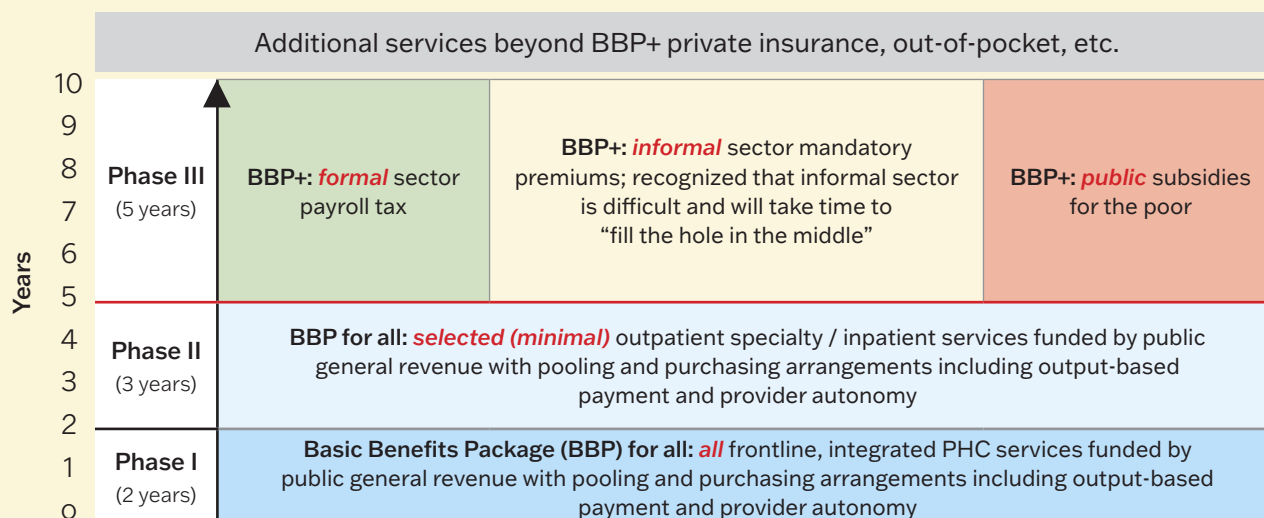 Additional services beyond BBP+ private insurance, out-of-pocket, etc.
Years
10
9
8
7
6
5
4
3
2
1
0
Phase III
(5 years)
BBP+: formal sector
payroll tax
BBP+: informal sector mandatory
premiums; recognized that informal sector
is difficult and will take time to
“fill the hole in the middle”
BBP+: public subsidies
for the poor
Phase II
(3 years)
BBP for all: selected (minimal) outpatient specialty / inpatient services funded by public
general revenue with pooling and purchasing arrangements including output-based
payment and provider autonomy
Phase I
(2 years)
Basic Benefits Package (BBP) for all: all frontline, integrated PHC services funded by
public general revenue with pooling and purchasing arrangements including output-based
payment and provider autonomy